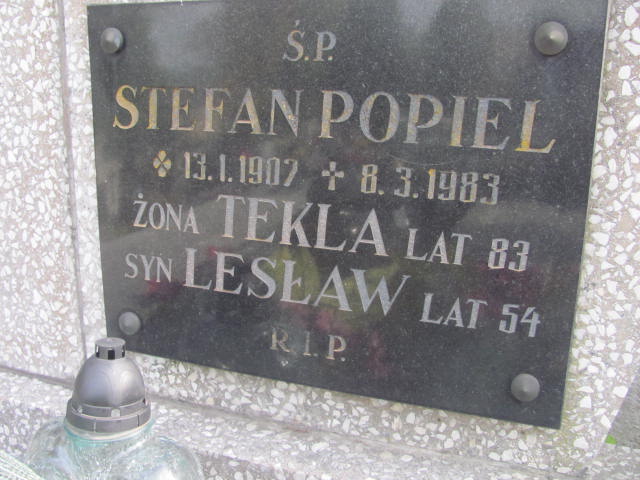 Ś.P.
STEFAN POPIEL
13.1.1907 8.3.1983
ŻONA TEKLA LAT 83
SYN LESŁAW LAT 54
R.I.P.